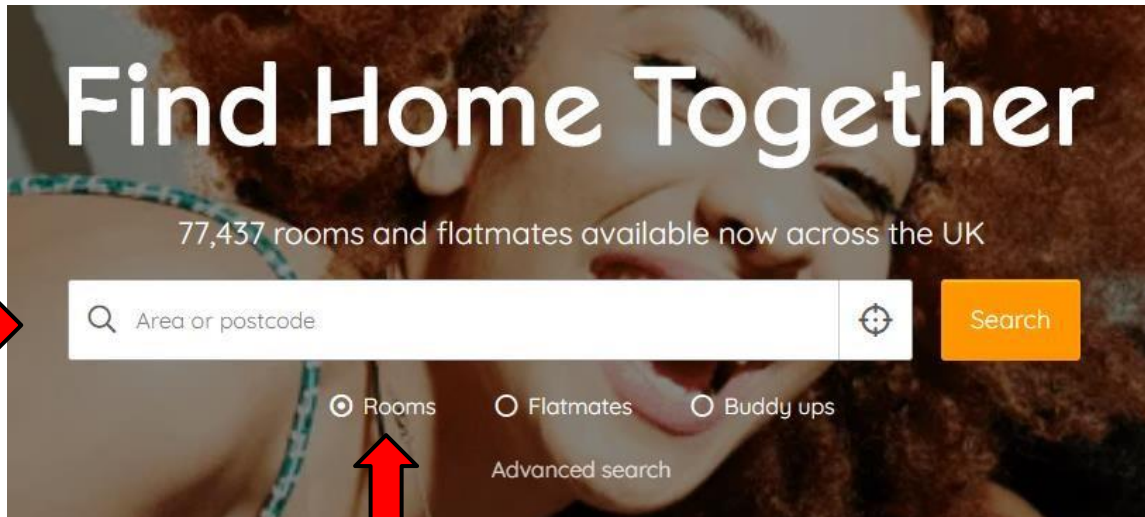 Find Home Together
77,437 rooms and flatmates available now across the UK
Area or postcode
Search
Rooms Flatmates Buddy ups
Advanced search